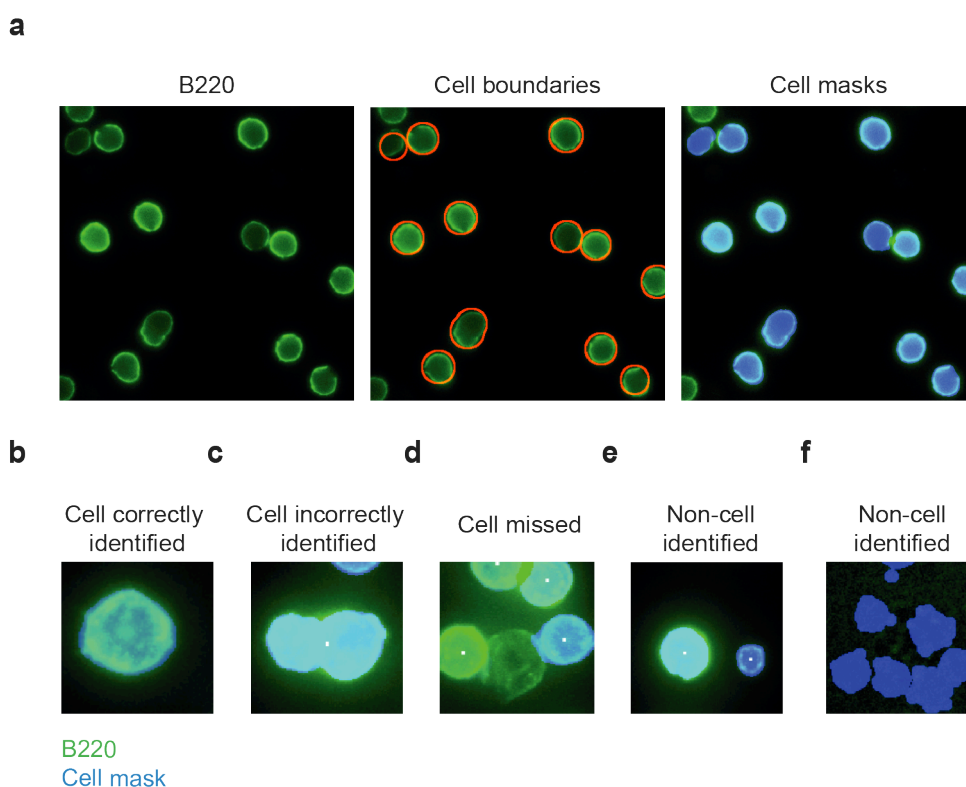 a
B220
Cell boundaries
Cell masks
b
c
d
e
f
Cell correctly
identified
Cell incorrectly
identified
Cell missed
Non-cell
identified
Non-cell
identified
B220
Cell mask